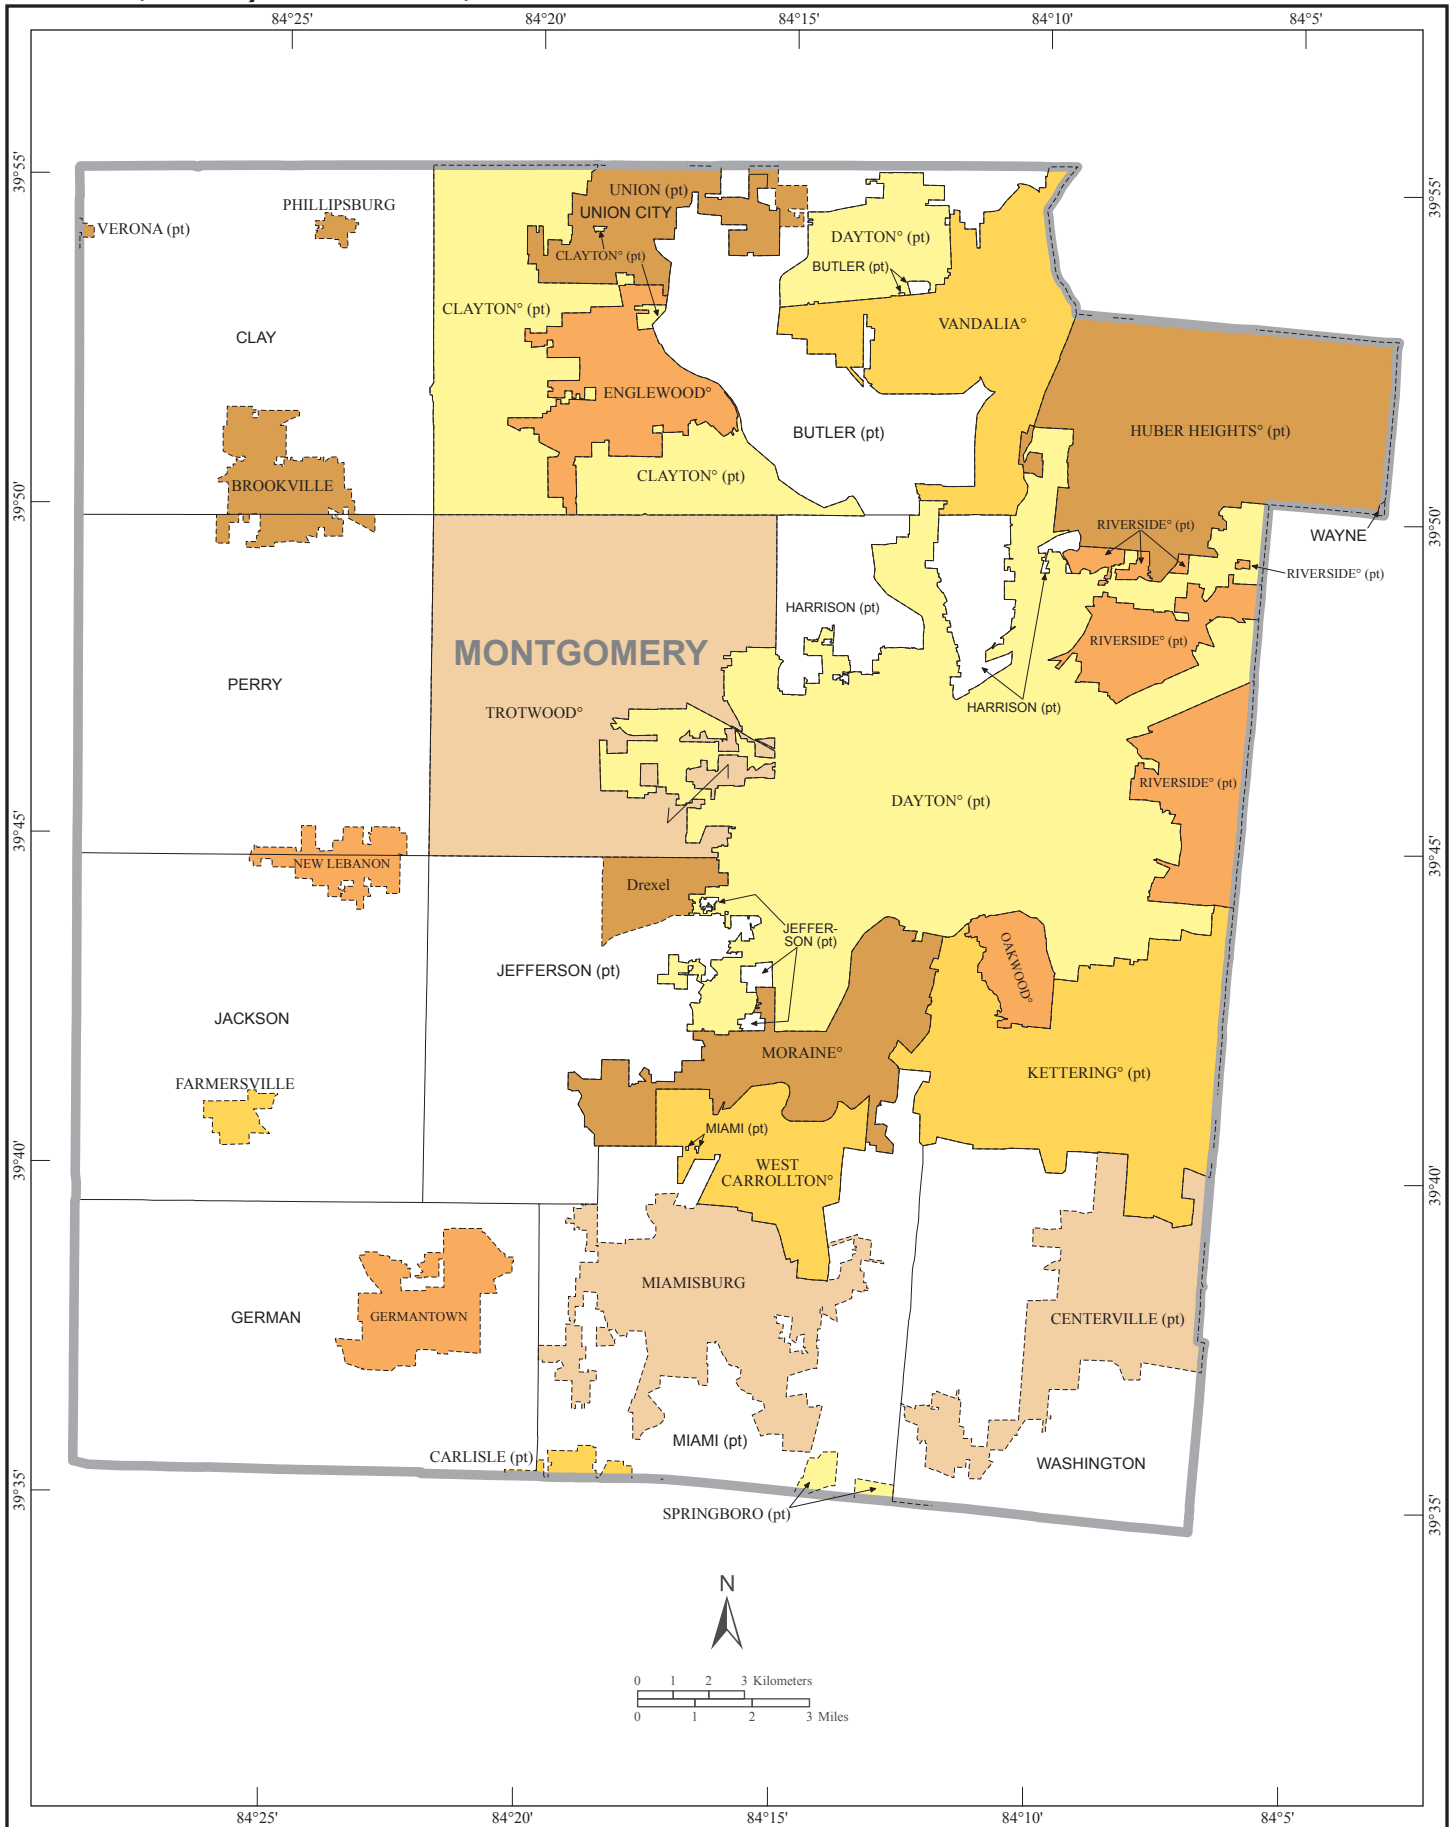 84°25'
84°20'
84°15'
84°10'
84°5'
39°55'
39°55'
PHILLIPSBURG
VERONA (pt)
UNION (pt)
UNION CITY
CLAYTON° (pt)
DAYTON° (pt)
BUTLER (pt)
CLAYTON° (pt)
VANDALIA°
CLAY
ENGLEWOOD°
BUTLER (pt)
HUBER HEIGHTS° (pt)
CLAYTON° (pt)
BROOKVILLE
39°50'
39°50'
RIVERSIDE° (pt)
WAYNE
RIVERSIDE° (pt)
HARRISON (pt)
RIVERSIDE° (pt)
MONTGOMERY
PERRY
HARRISON (pt)
TROTWOOD°
RIVERSIDE° (pt)
DAYTON° (pt)
39°45'
39°45'
NEW LEBANON
Drexel
JEFFER-
SON (pt)
OAKWOOD°
JEFFERSON (pt)
JACKSON
MORAINE°
KETTERING° (pt)
FARMERSVILLE
MIAMI (pt)
39°40'
39°40'
WEST
CARROLLTON°
MIAMISBURG
GERMAN
GERMANTOWN
CENTERVILLE (pt)
MIAMI (pt)
CARLISLE (pt)
WASHINGTON
39°35'
39°35'
SPRINGBORO (pt)
N
0 1 2 3 Kilometers
0 1 2 3 Miles
84°25'
84°20'
84°15'
84°10'
84°5'